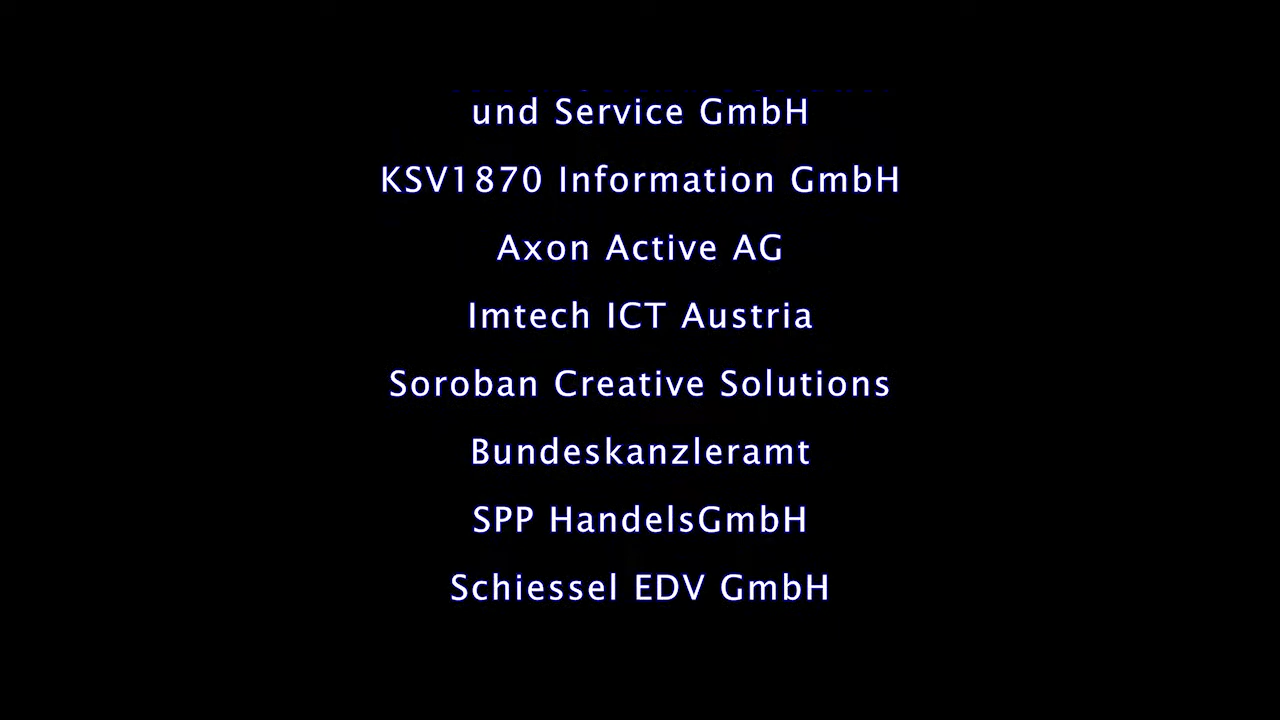 und Service GmbH
KSV1870 Information GmbH
Axon Active AG
Imtech ICT Austria
Soroban Creative Solutions
Bundeskanzleramt
SPP HandelsGmbH
Schiessel EDV GmbH